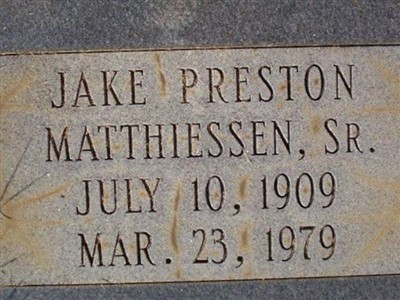 JAKE PRESTON
MATTHIESSEN, SR.
JULY 10, 1909
MAR. 23, 1979